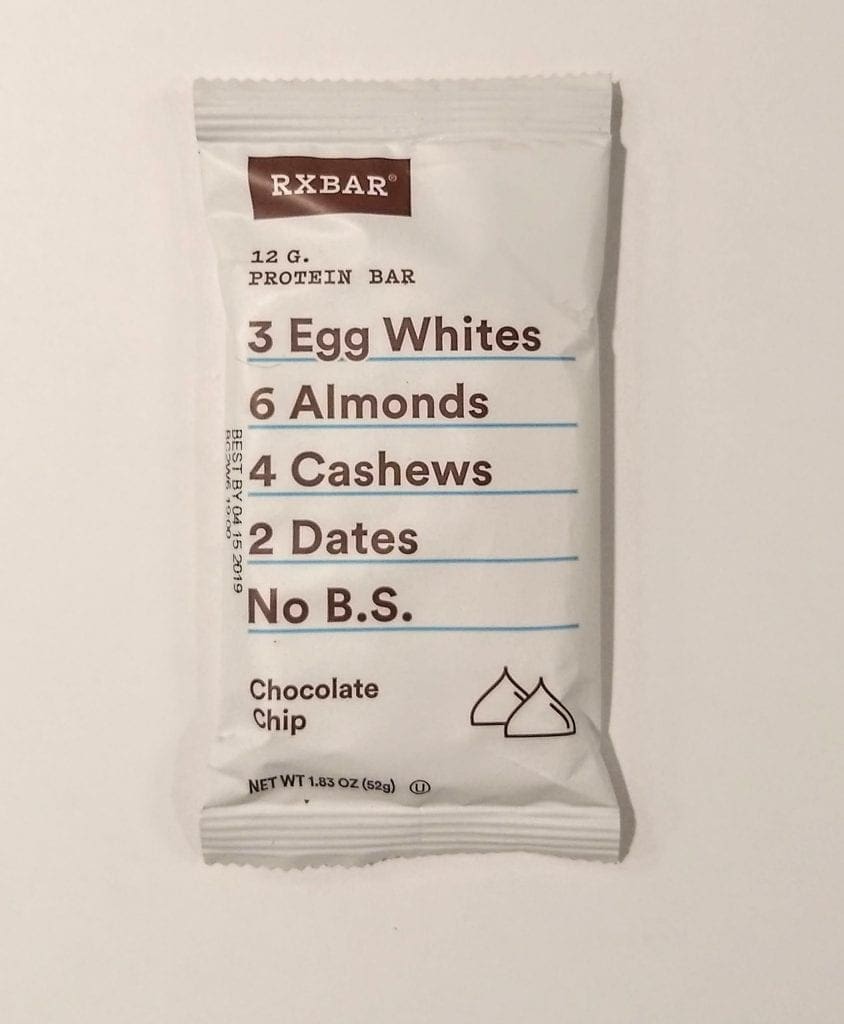 RXBAR®
12 G.
PROTEIN BAR
3 Egg Whites
6 Almonds
4 Cashews
2 Dates
No B.S.
Chocolate
Chip
NET WT 1.83 OZ (52g) U
BEST BY 04 15 2019